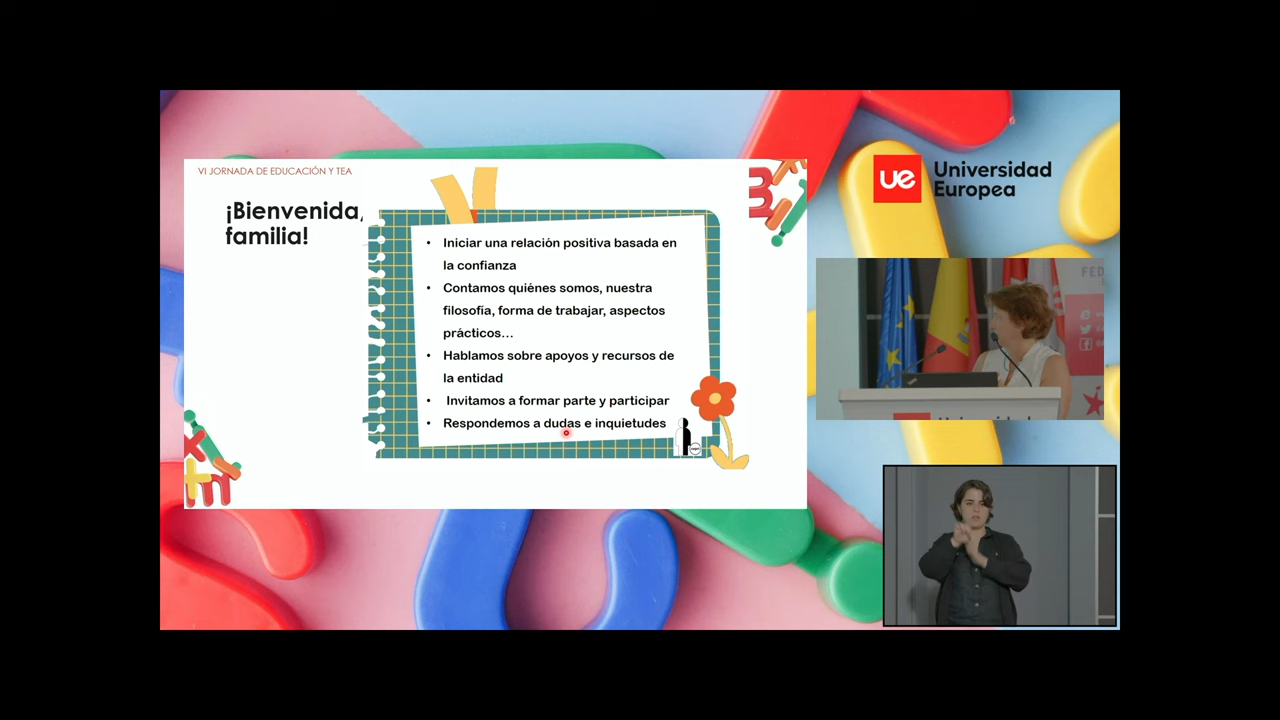 VI JORNADA DE EDUCACIÓN Y TEA
¡Bienvenida,
familia!
• Iniciar una relación positiva basada en
la confianza
• Contamos quiénes somos, nuestra
filosofía, forma de trabajar, aspectos
prácticos...
• Hablamos sobre apoyos y recursos de
la entidad
• Invitamos a formar parte y participar
• Respondemos a dudas e inquietudes
ue Universidad
Europea
FED